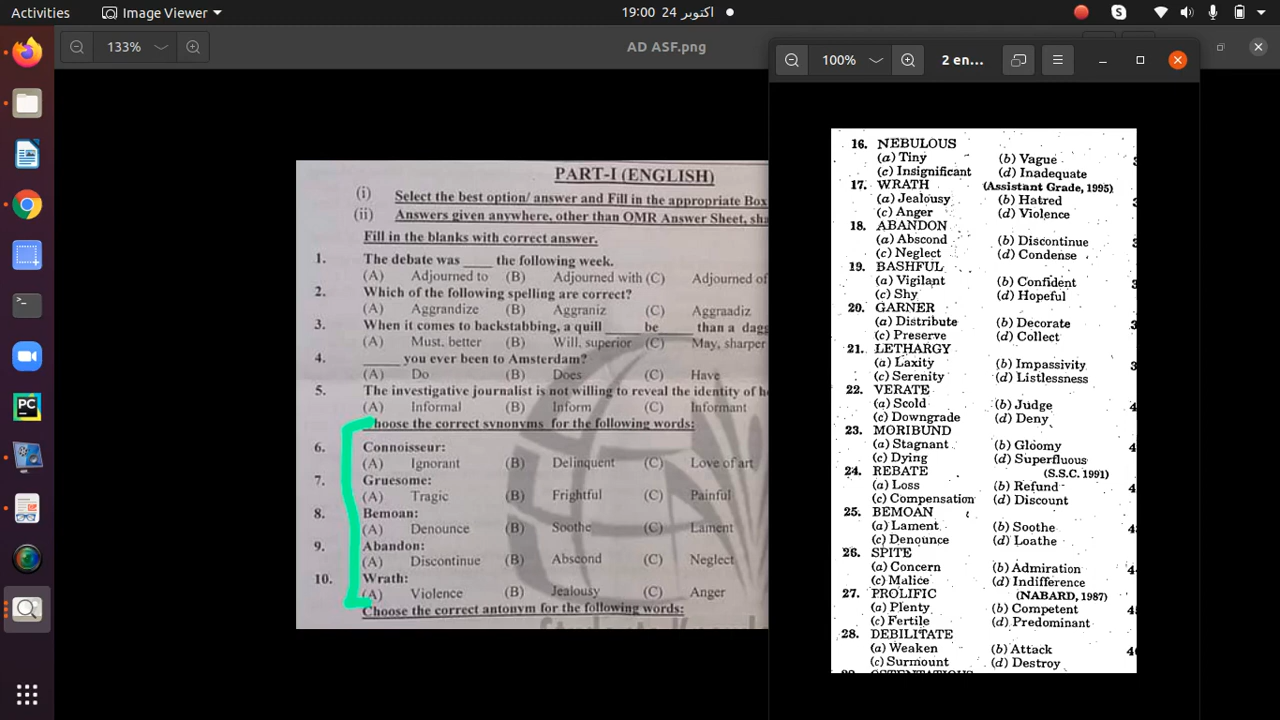 Activities
Image Viewer
19:00 24 اکتوبر
133%
AD ASF.png
100%
2 en...
PART-I (ENGLISH)
(i) Select the best option/ answer and Fill in the appropriate Box
(ii) Answers given anywhere, other than OMR Answer Sheet, sha
Fill in the blanks with correct answer.
1. The debate was ____ the following week.
(A) Adjourned to (B) Adjourned with (C) Adjourned of
2. Which of the following spelling are correct?
(A) Aggrandize (B) Aggraniz (C) Aggraadiz
3. When it comes to backstabbing, a quill _____ be _____ than a dagg
(A) Must, better (B) Will, superior (C) May, sharper
4. _____ you ever been to Amsterdam?
(A) Do (B) Does (C) Have
5. The investigative journalist is not willing to reveal the identity of h
(A) Informal (B) Inform (C) Informant
Choose the correct synonyms for the following words:
6. Connoisseur:
(A) Ignorant (B) Delinquent (C) Love of art
7. Gruesome:
(A) Tragic (B) Frightful (C) Painful
8. Bemoan:
(A) Denounce (B) Soothe (C) Lament
9. Abandon:
(A) Discontinue (B) Abscond (C) Neglect
10. Wrath:
(A) Violence (B) Jealousy (C) Anger
Choose the correct antonym for the following words:
16. NEBULOUS
(a) Tiny (b) Vague
(c) Insignificant (d) Inadequate
17. WRATH (Assistant Grade, 1995)
(a) Jealousy (b) Hatred
(c) Anger (d) Violence
18. ABANDON
(a) Abscond (b) Discontinue
(c) Neglect (d) Condense
19. BASHFUL
(a) Vigilant (b) Confident
(c) Shy (d) Hopeful
20. GARNER
(a) Distribute (b) Decorate
(c) Preserve (d) Collect
21. LETHARGY
(a) Laxity (b) Impassivity
(c) Serenity (d) Listlessness
22. VERATE
(a) Scold (b) Judge
(c) Downgrade (d) Deny
23. MORIBUND
(a) Stagnant (b) Gloomy
(c) Dying (d) Superfluous
24. REBATE (S.S.C. 1991)
(a) Loss (b) Refund
(c) Compensation (d) Discount
25. BEMOAN
(a) Lament (b) Soothe
(c) Denounce (d) Loathe
26. SPITE
(a) Concern (b) Admiration
(c) Malice (d) Indifference
27. PROLIFIC (NABARD, 1987)
(a) Plenty (b) Competent
(c) Fertile (d) Predominant
28. DEBILITATE
(a) Weaken (b) Attack
(c) Surmount (d) Destroy